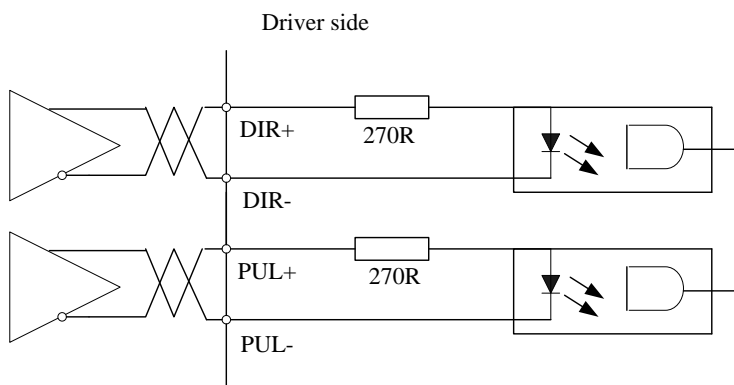 Driver side
DIR+
270R
DIR-
PUL+
270R
PUL-